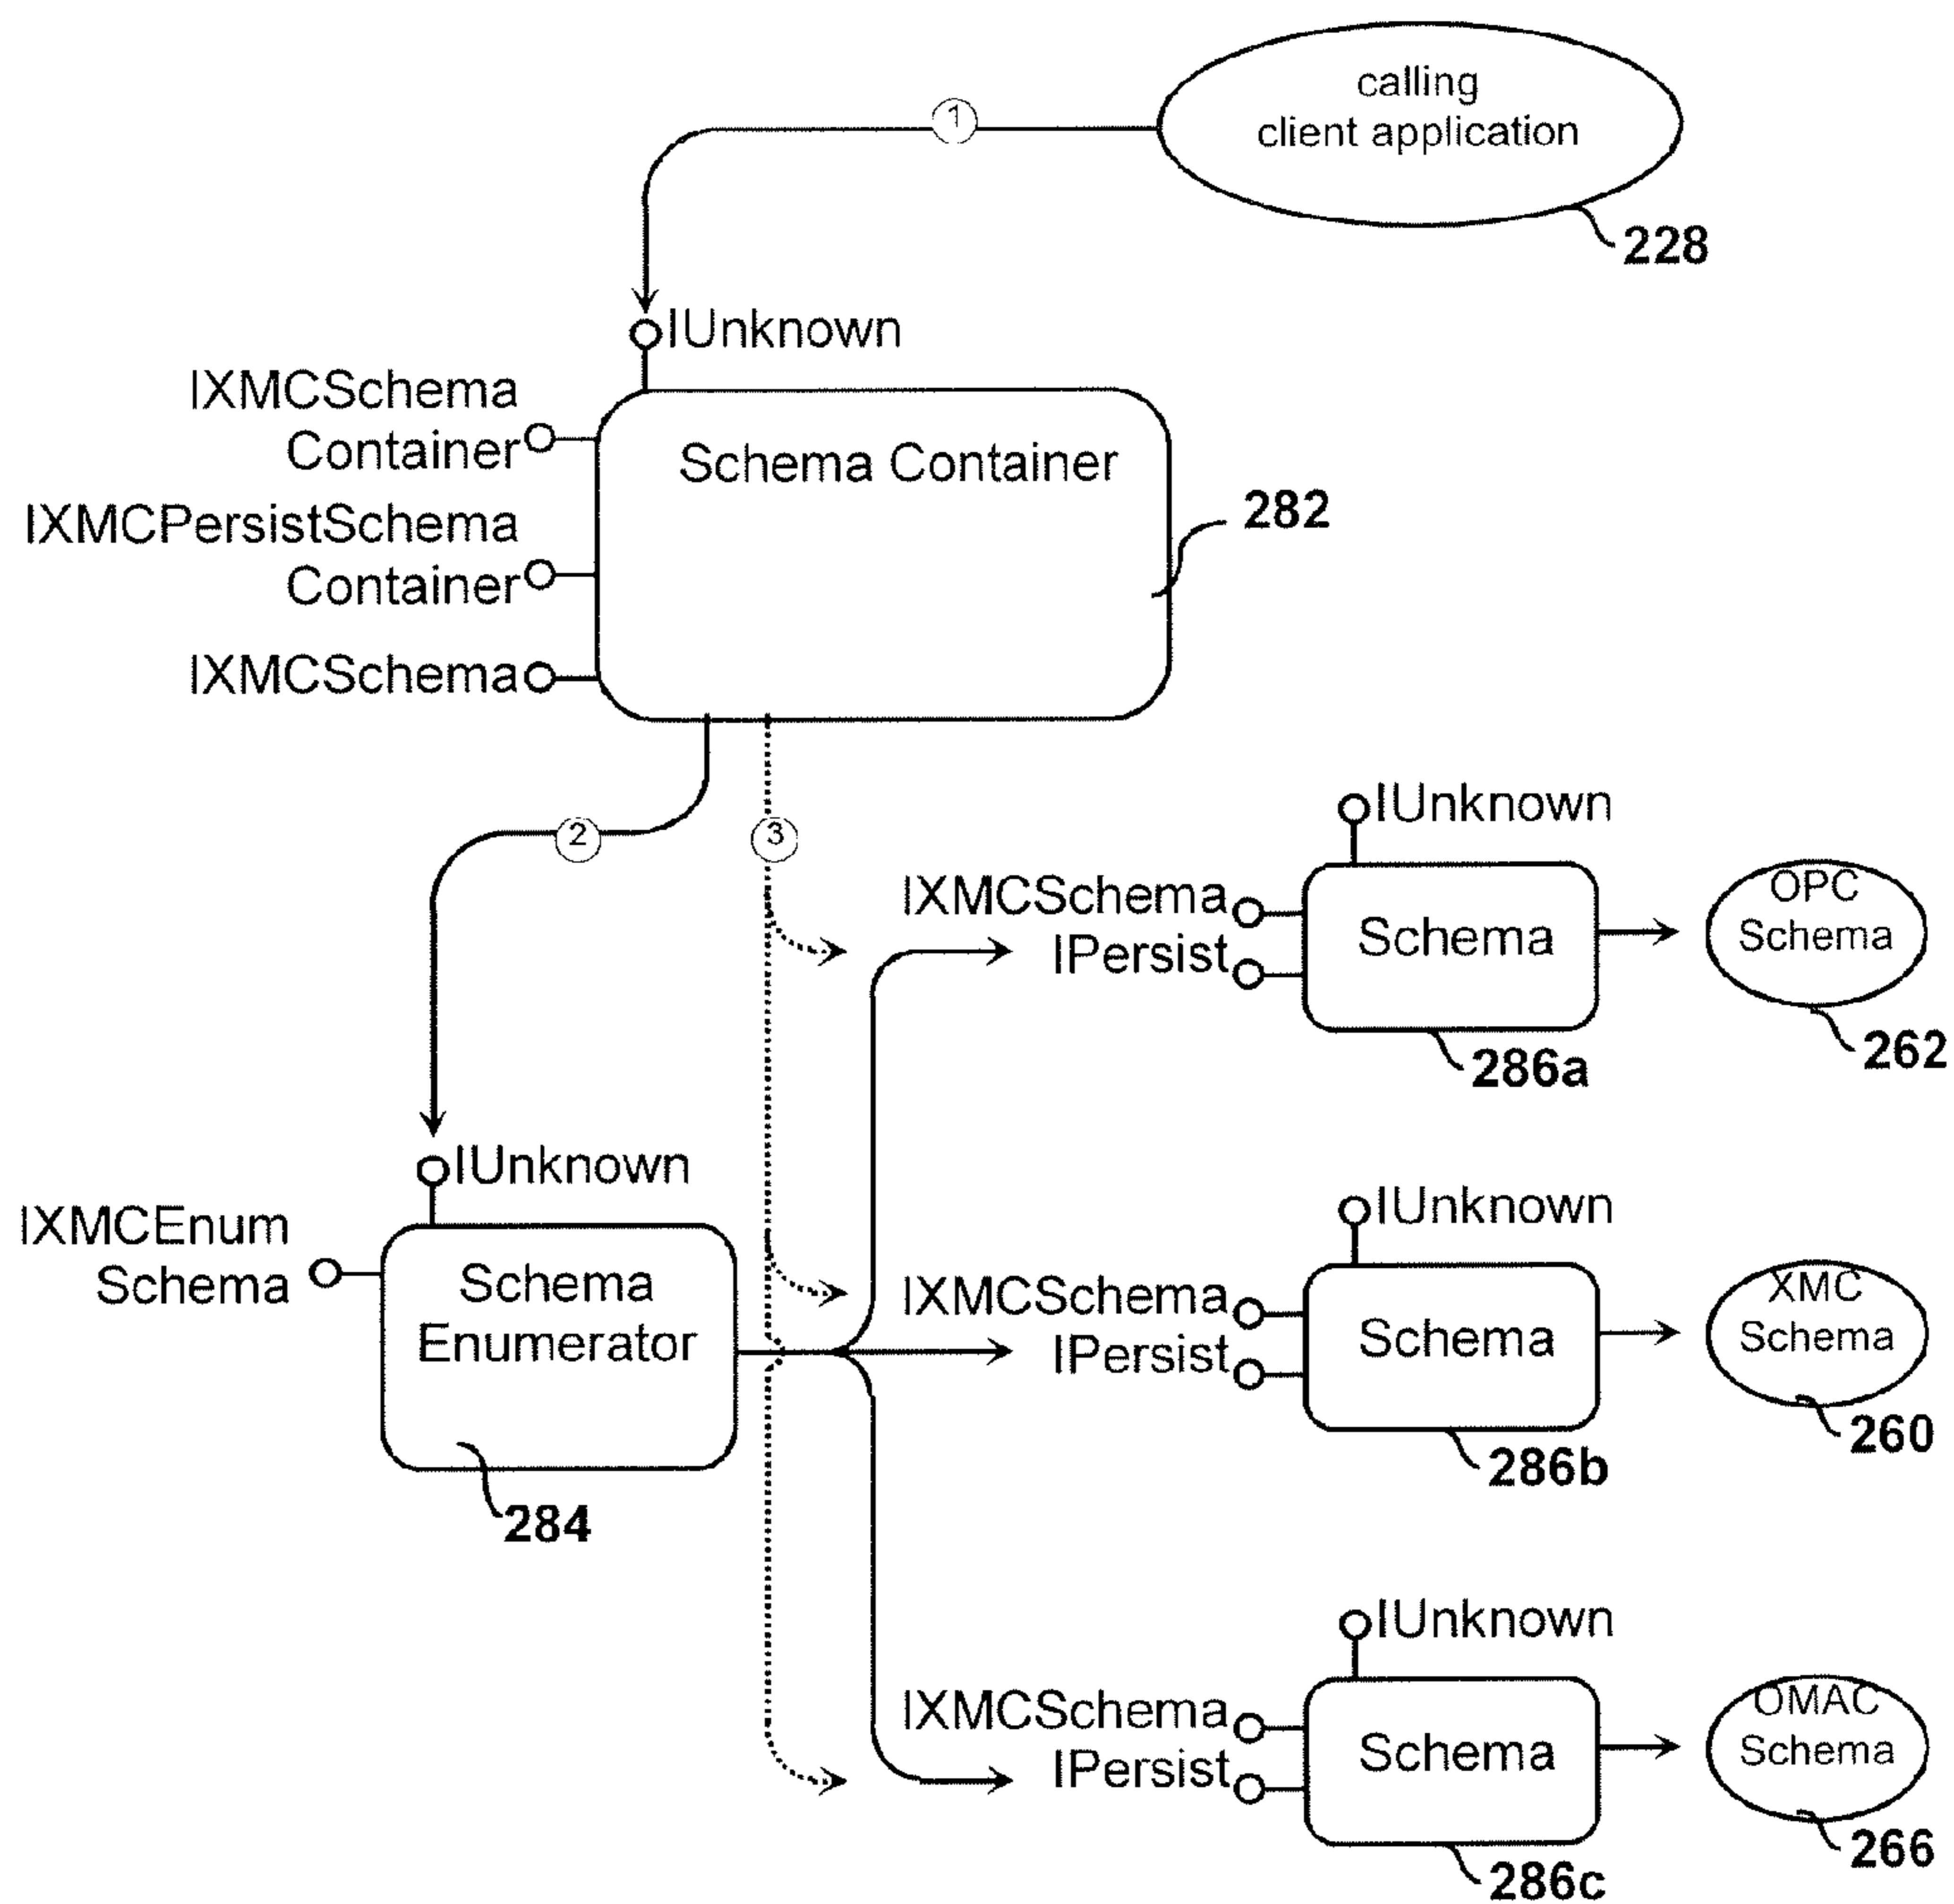 calling
client application
1
228
IUnknown
IXMCSchema
Container
Schema Container
282
IXMCPersistSchema
Container
IXMCSchema
2
3
IUnknown
IXMCSchema
IPersist
Schema
OPC
Schema
286a
262
IUnknown
IXMCEnum
Schema
Schema
Enumerator
284
IUnknown
IXMCSchema
IPersist
Schema
XMC
Schema
286b
260
IUnknown
IXMCSchema
IPersist
Schema
OMAC
Schema
286c
266